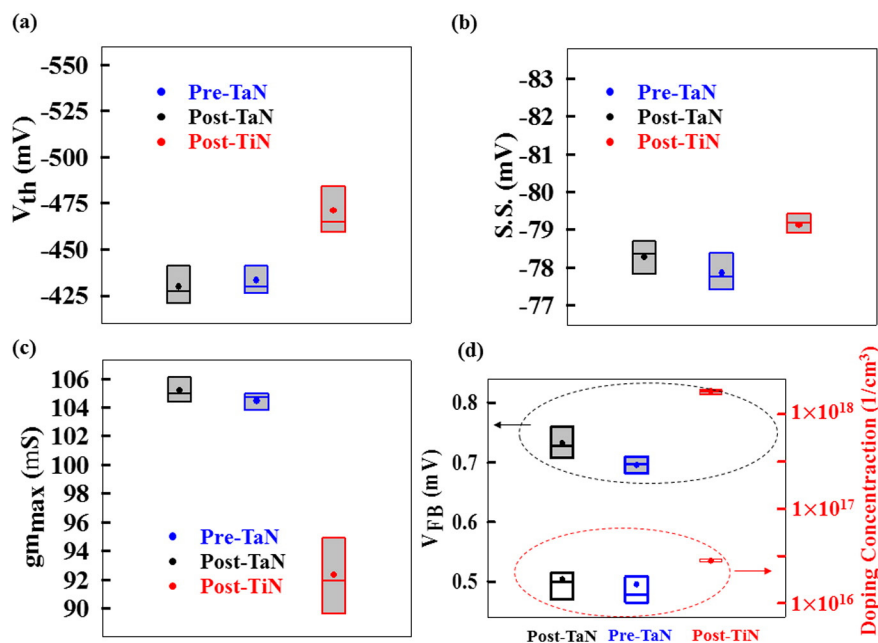 (a)
-550
-525
-500
-475
-450
-425
Vth (mV)
Pre-TaN
Post-TaN
Post-TiN
(b)
-83
-82
-81
-80
-79
-78
-77
S.S. (mV)
Pre-TaN
Post-TaN
Post-TiN
(c)
106
104
102
100
98
96
94
92
90
gmmax (mS)
Pre-TaN
Post-TaN
Post-TiN
(d)
0.8
0.7
0.6
0.5
VFB (mV)
1×10^18
1×10^17
1×10^16
Doping Concentraction (1/cm³)
Post-TaN Pre-TaN Post-TiN